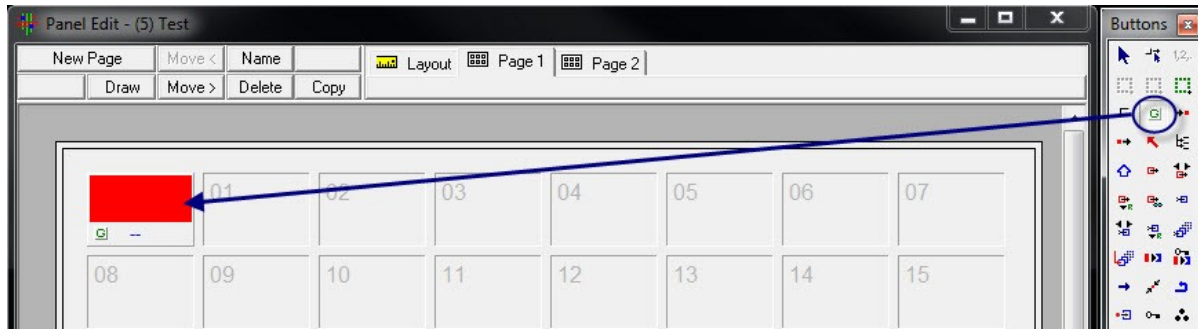 Panel Edit - (5) Test
Buttons
New Page Move < Name
Draw Move > Delete Copy
Layout Page 1 Page 2
1,2,..
G
G --
01 02 03 04 05 06 07
08 09 10 11 12 13 14 15